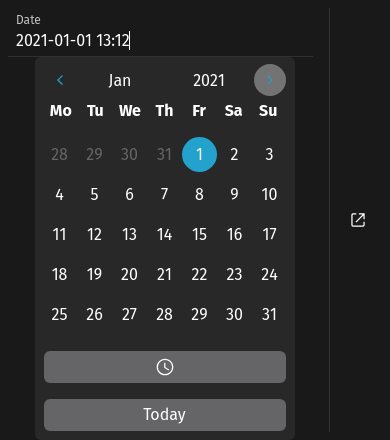 Date
2021-01-01 13:12
Jan 2021
Mo Tu We Th Fr Sa Su
28 29 30 31 1 2 3
4 5 6 7 8 9 10
11 12 13 14 15 16 17
18 19 20 21 22 23 24
25 26 27 28 29 30 31
Today